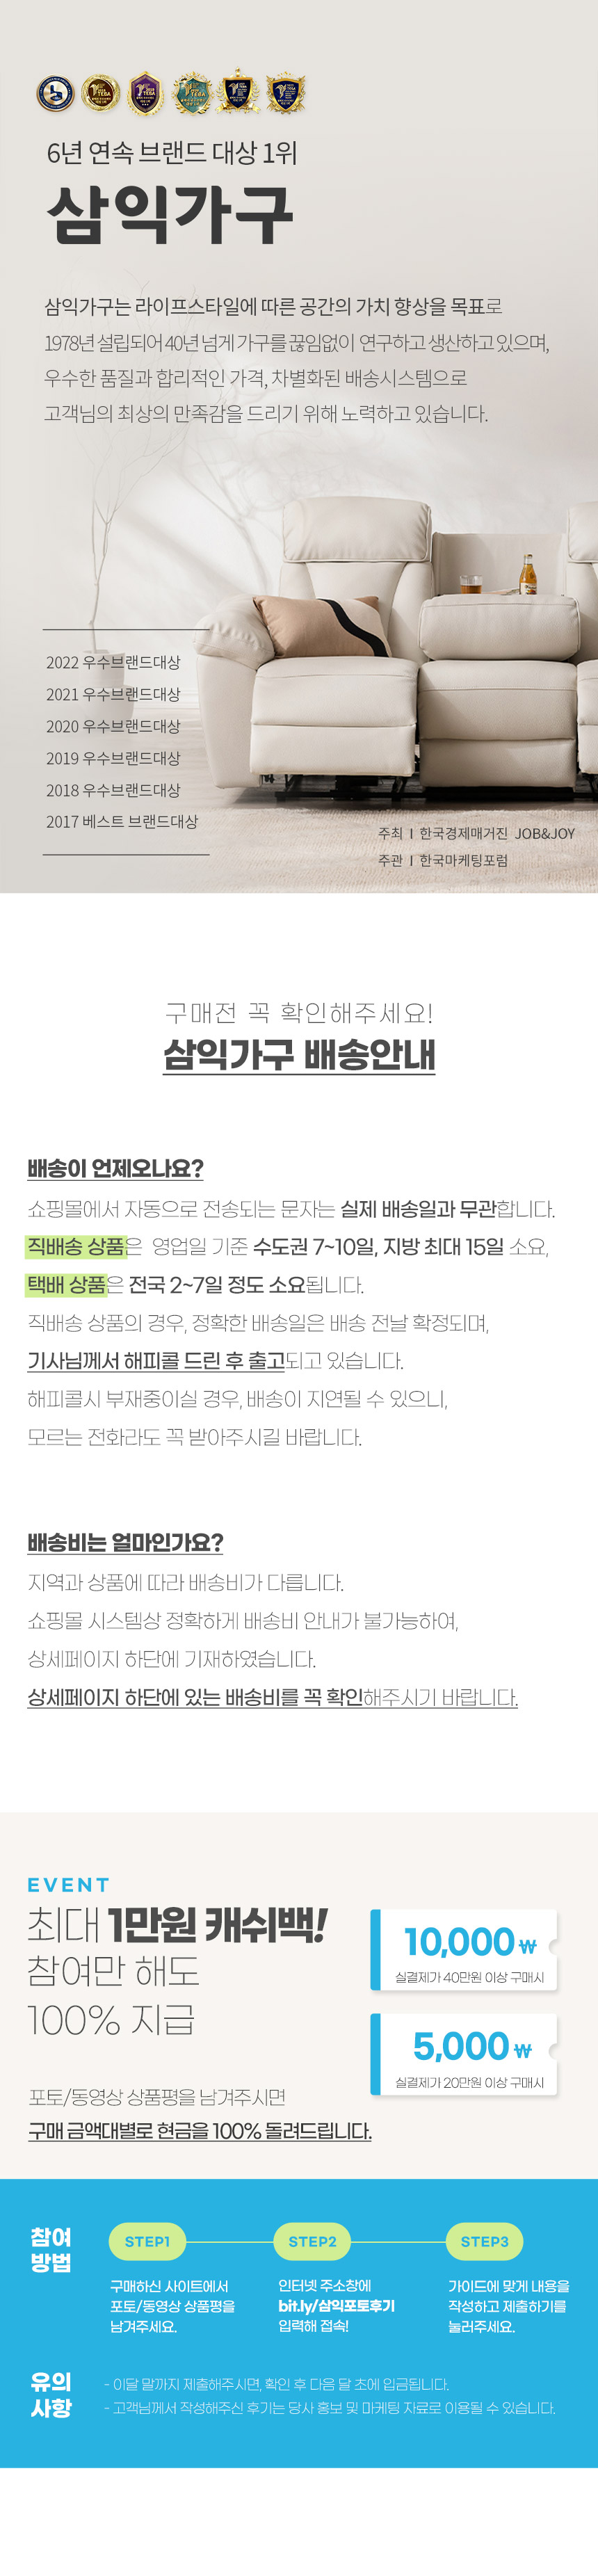 6년 연속 브랜드 대상 1위
삼익가구
삼익가구는 라이프스타일에 따른 공간의 가치 향상을 목표로
1978년 설립되어 40년 넘게 가구를 끊임없이 연구하고 생산하고 있으며,
우수한 품질과 합리적인 가격, 차별화된 배송시스템으로
고객님의 최상의 만족감을 드리기 위해 노력하고 있습니다.
2022 우수브랜드대상
2021 우수브랜드대상
2020 우수브랜드대상
2019 우수브랜드대상
2018 우수브랜드대상
2017 베스트 브랜드대상
주최 I 한국경제매거진 JOB&JOY
주관 I 한국마케팅포럼
구매전 꼭 확인해주세요!
삼익가구 배송안내
배송이 언제오나요?
쇼핑몰에서 자동으로 전송되는 문자는 실제 배송일과 무관합니다.
직배송 상품은 영업일 기준 수도권 7~10일, 지방 최대 15일 소요,
택배 상품은 전국 2~7일 정도 소요됩니다.
직배송 상품의 경우, 정확한 배송일은 배송 전날 확정되며,
기사님께서 해피콜 드린 후 출고되고 있습니다.
해피콜시 부재중이실 경우, 배송이 지연될 수 있으니,
모르는 전화라도 꼭 받아주시길 바랍니다.
배송비는 얼마인가요?
지역과 상품에 따라 배송비가 다릅니다.
쇼핑몰 시스템상 정확하게 배송비 안내가 불가능하여,
상세페이지 하단에 기재하였습니다.
상세페이지 하단에 있는 배송비를 꼭 확인해주시기 바랍니다.
EVENT
최대 1만원 캐쉬백!
참여만 해도
100% 지급
10,000₩
실결제가 40만원 이상 구매시
5,000₩
실결제가 20만원 이상 구매시
포토/동영상 상품평을 남겨주시면
구매 금액대별로 현금을 100% 돌려드립니다.
참여
방법
STEP1
구매하신 사이트에서
포토/동영상 상품평을
남겨주세요.
STEP2
인터넷 주소창에
bit.ly/삼익포토후기
입력해 접속!
STEP3
가이드에 맞게 내용을
작성하고 제출하기를
눌러주세요.
유의
사항
- 이달 말까지 제출해주시면, 확인 후 다음 달 초에 입금됩니다.
- 고객님께서 작성해주신 후기는 당사 홍보 및 마케팅 자료로 이용될 수 있습니다.